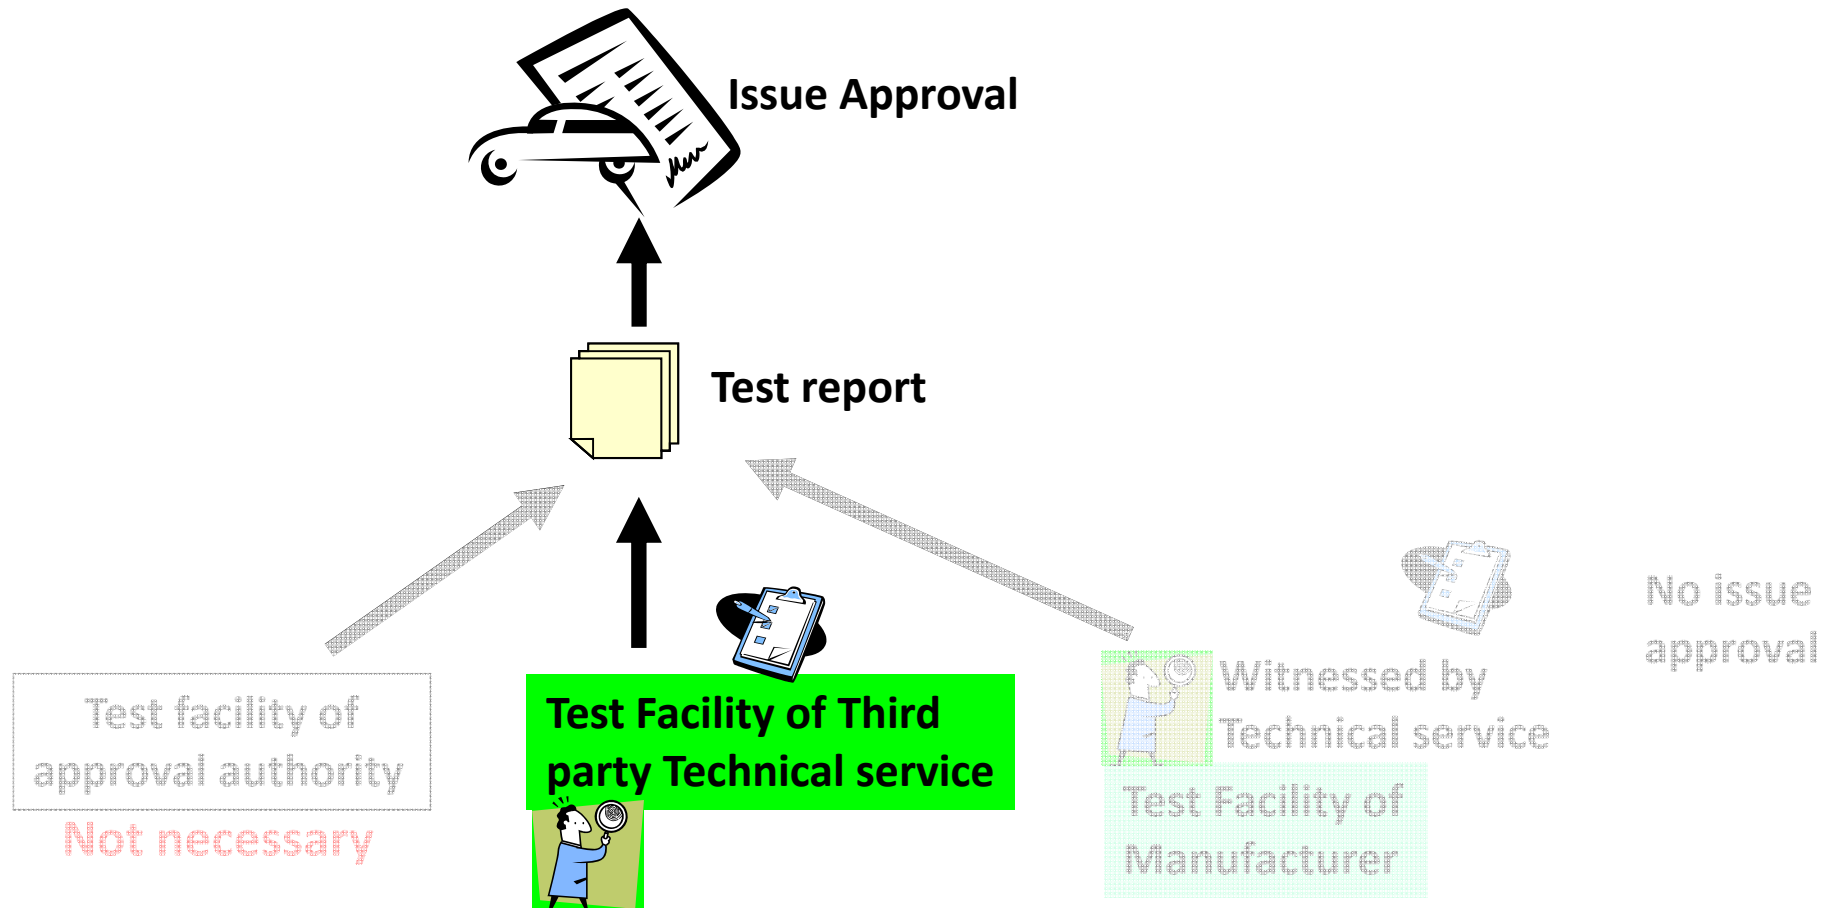 Issue Approval
Test report
No issue
approval
Witnessed by
Technical service
Test facility of
approval authority
Not necessary
Test Facility of Third
party Technical service
Test Facility of
Manufacturer